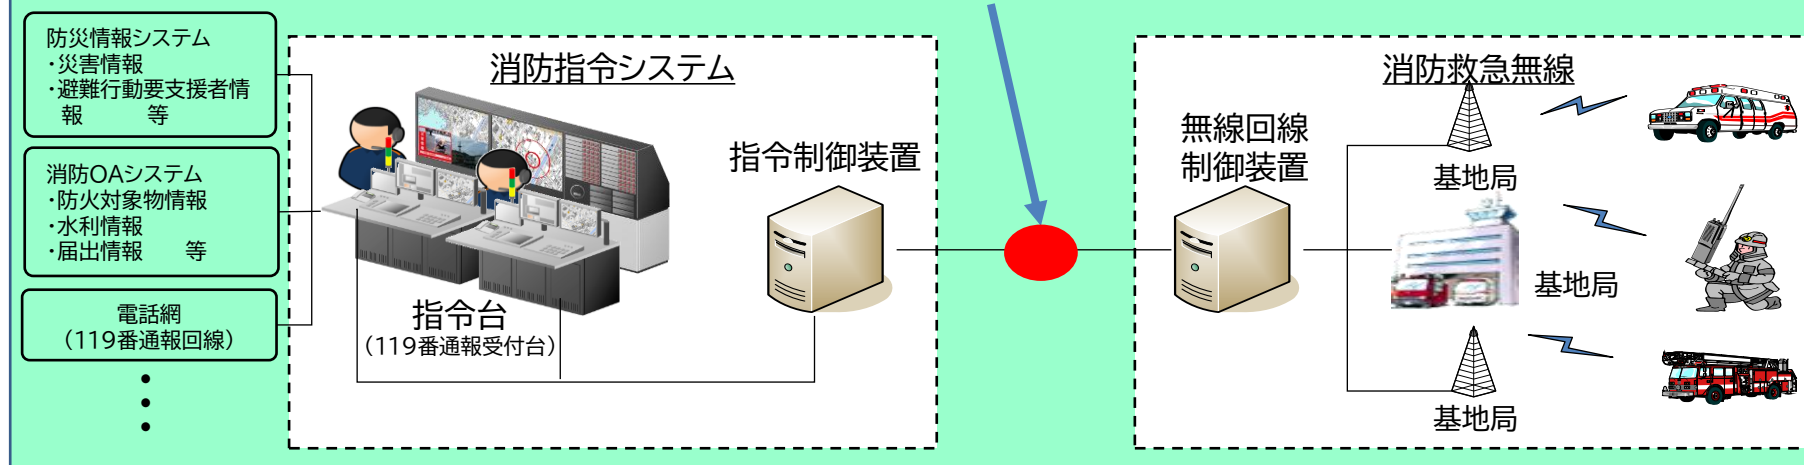 防災情報システム
・災害情報
・避難行動要支援者情
報 等
消防OAシステム
・防火対象物情報
・水利情報
・届出情報 等
電話網
（119番通報回線）
・
・
・
消防指令システム
指令台
（119番通報受付台）
指令制御装置
消防救急無線
無線回線
制御装置
基地局
基地局
基地局